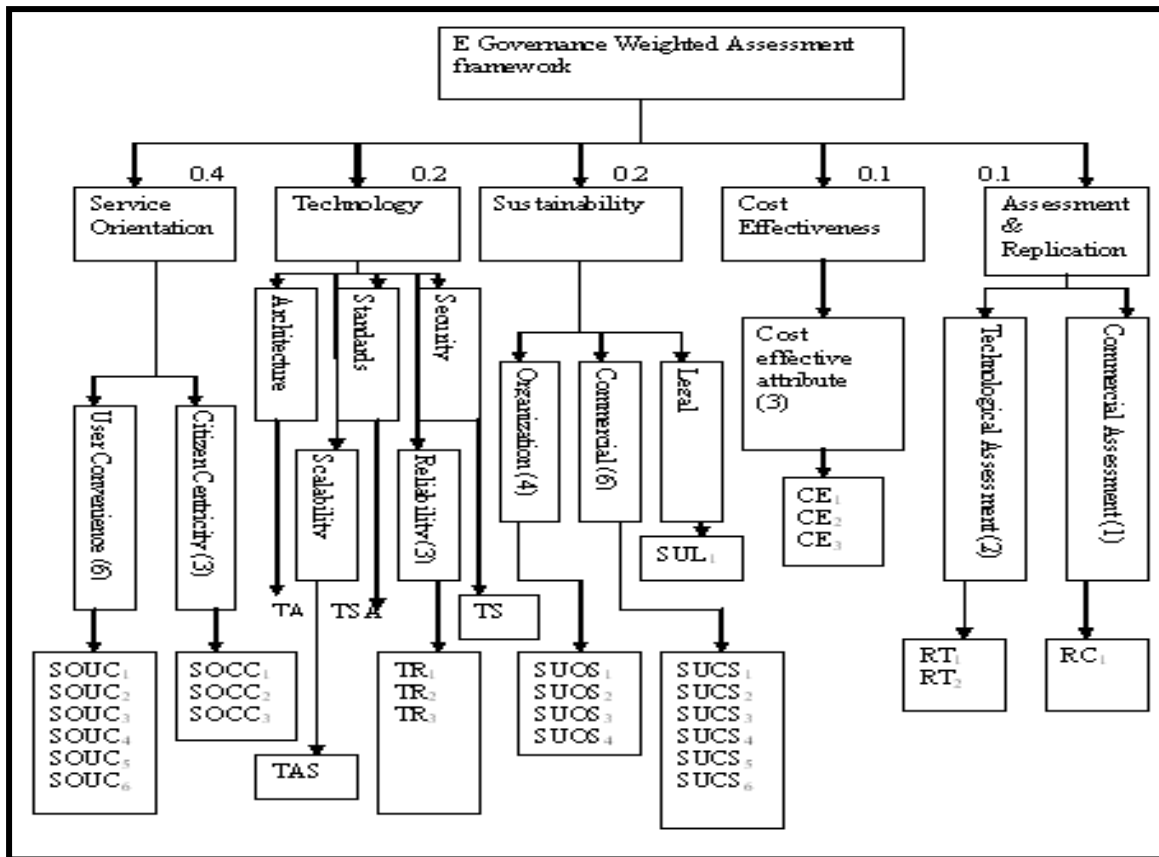 E Governance Weighted Assessment
framework
0.4
0.2
0.2
0.1
0.1
Service
Orientation
Technology
Sustainability
Cost
Effectiveness
Assessment
&
Replication
Architecture
Standards
Security
Scalability
Reliability (3)
User Convenience (6)
Citizen Centricity (3)
Organization (4)
Commercial (6)
Legal
Cost
effective
attribute
(3)
Technological Assessment (2)
Commercial Assessment (1)
TA
TSA
TS
SUL₁
CE₁
CE₂
CE₃
SOUC₁
SOUC₂
SOUC₃
SOUC₄
SOUC₅
SOUC₆
SOCC₁
SOCC₂
SOCC₃
TAS
TR₁
TR₂
TR₃
SUOS₁
SUOS₂
SUOS₃
SUOS₄
SUCS₁
SUCS₂
SUCS₃
SUCS₄
SUCS₅
SUCS₆
RT₁
RT₂
RC₁